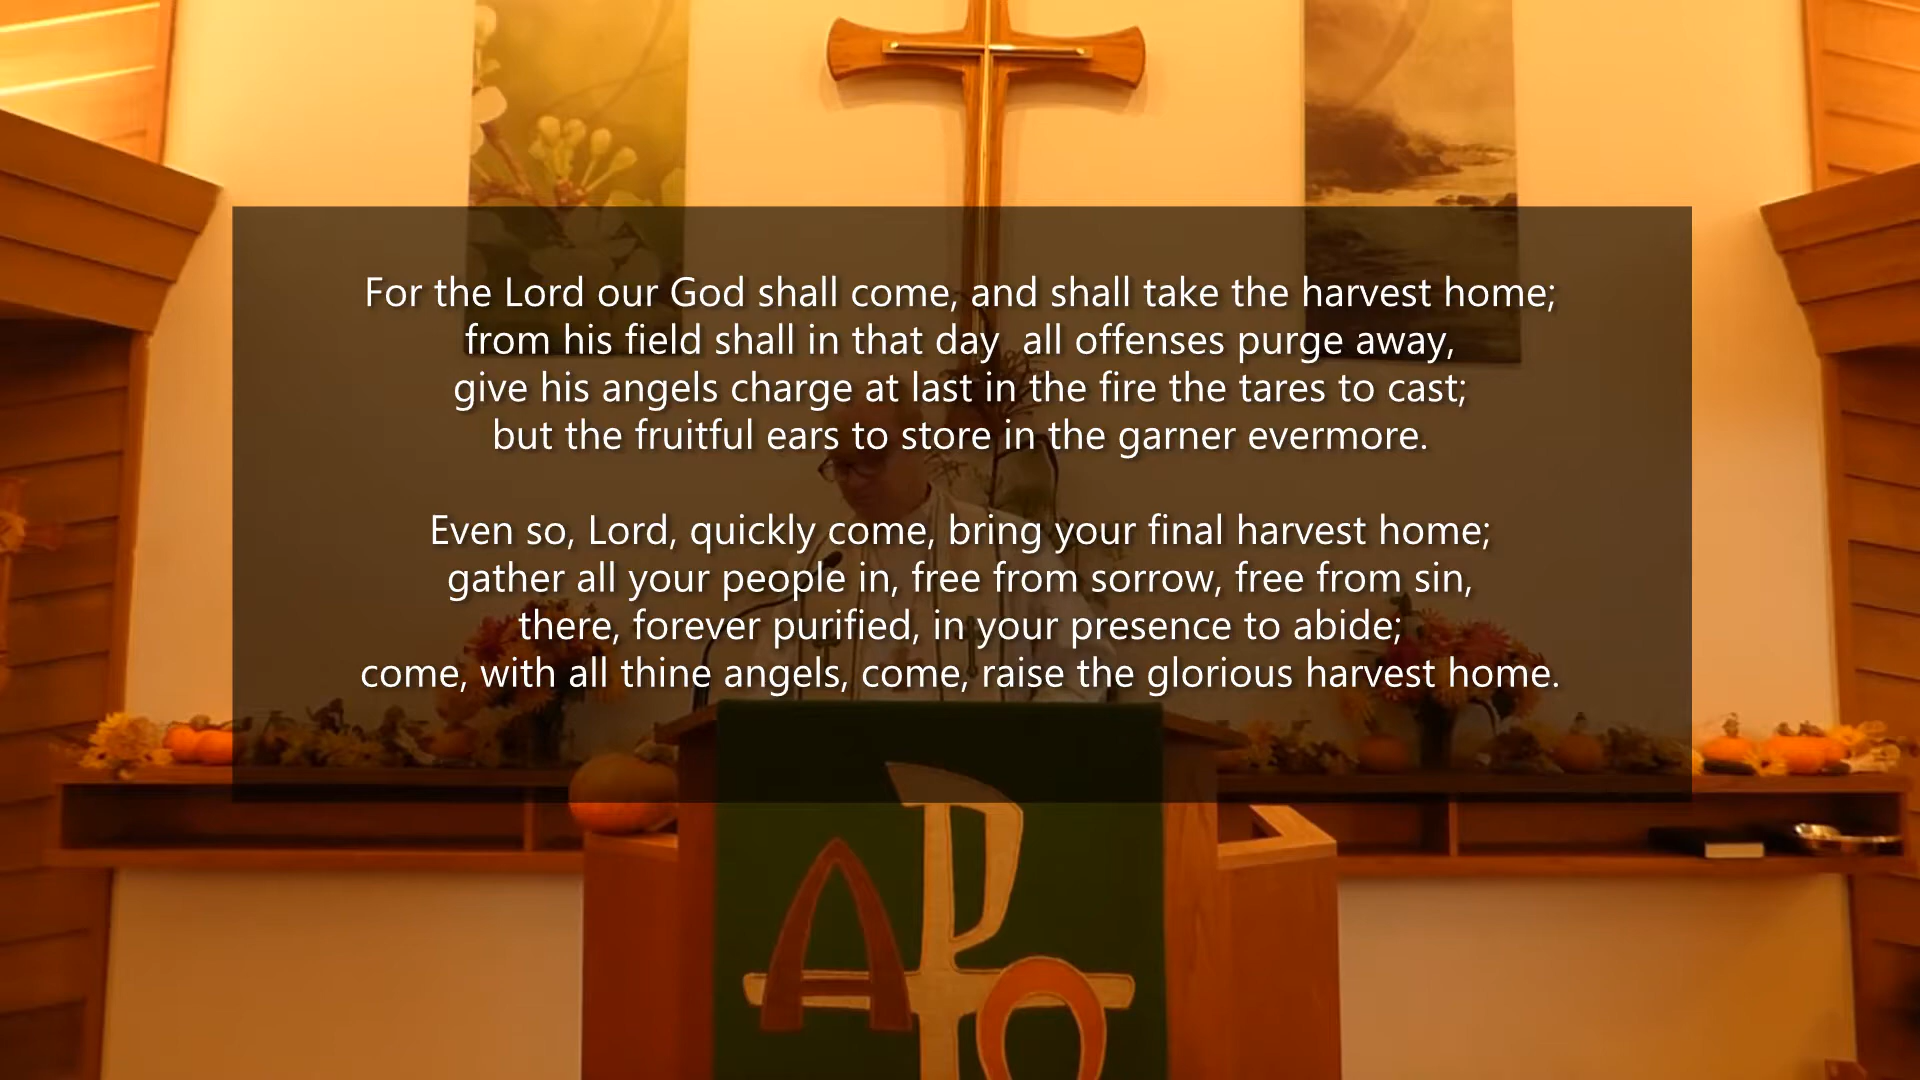 For the Lord our God shall come, and shall take the harvest home;
from his field shall in that day  all offenses purge away,
give his angels charge at last in the fire the tares to cast;
but the fruitful ears to store in the garner evermore.
Even so, Lord, quickly come, bring your final harvest home;
gather all your people in, free from sorrow, free from sin,
there, forever purified, in your presence to abide;
come, with all thine angels, come, raise the glorious harvest home.